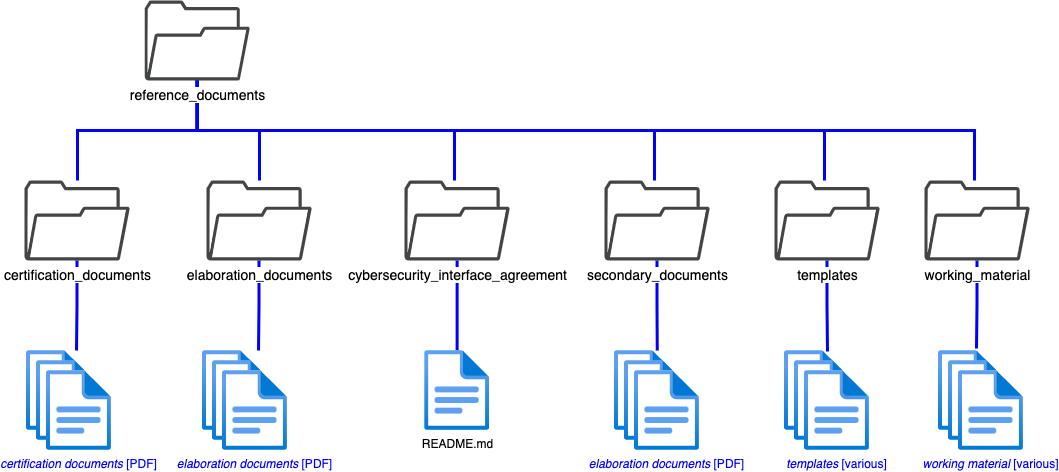 reference_documents
certification_documents
elaboration_documents
cybersecurity_interface_agreement
secondary_documents
templates
working_material
README.md
certification documents [PDF]
elaboration documents [PDF]
elaboration documents [PDF]
templates [various]
working material [various]